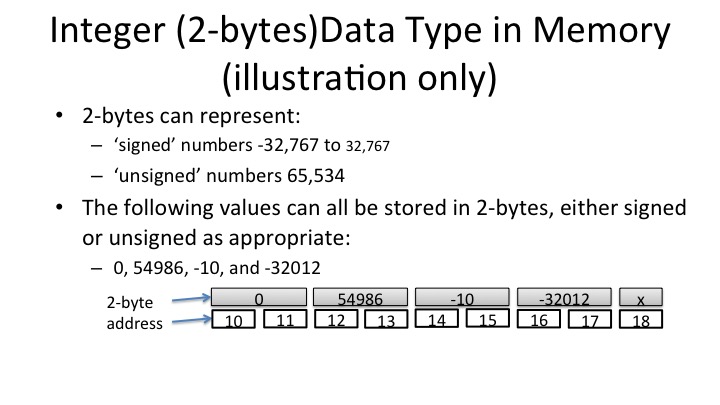 Integer (2-bytes)Data Type in Memory
(illustration only)
• 2-bytes can represent:
– ‘signed’ numbers -32,767 to 32,767
– ‘unsigned’ numbers 65,534
• The following values can all be stored in 2-bytes, either signed
or unsigned as appropriate:
– 0, 54986, -10, and -32012
2-byte 0 54986 -10 -32012 x
address 10 11 12 13 14 15 16 17 18